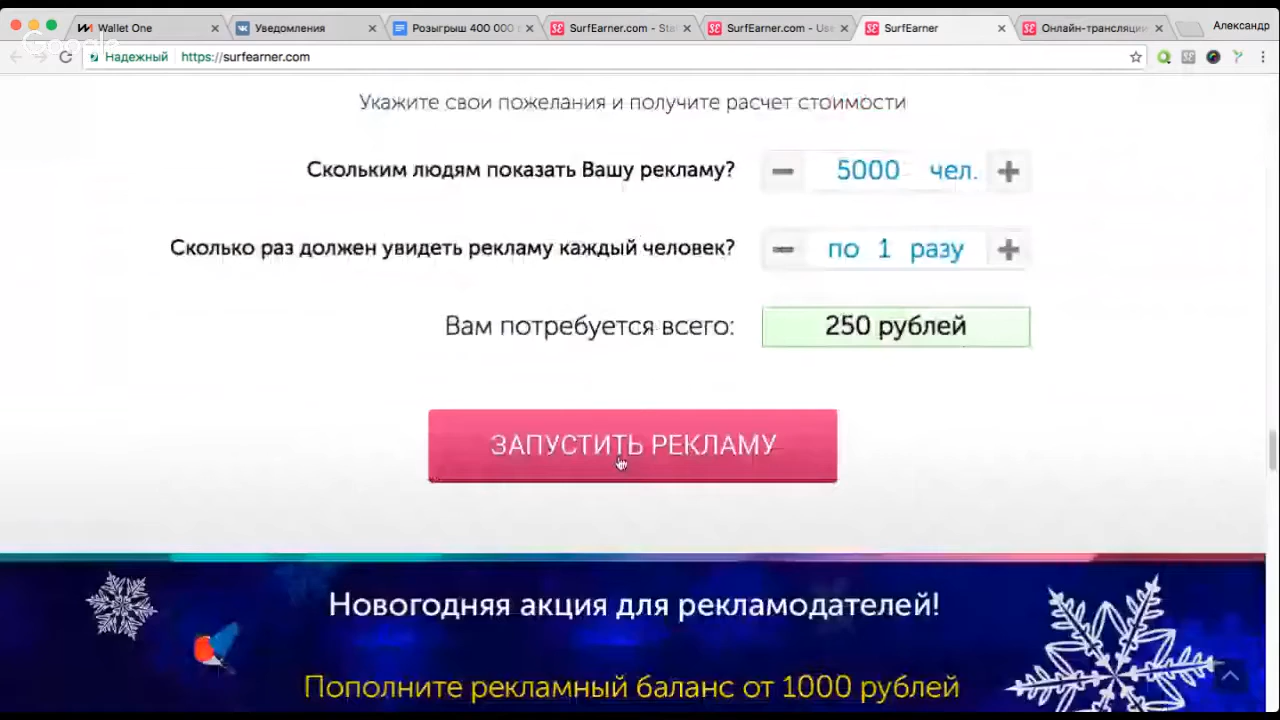 Wallet One
Уведомления
Розыгрыш 400 000
SurfEarner.com - Sta
SurfEarner.com - Use
SurfEarner
Онлайн-трансляции
Александр
Google
Надежный
https://surfearner.com
Укажите свои пожелания и получите расчет стоимости
Скольким людям показать Вашу рекламу?
5000 чел.
Сколько раз должен увидеть рекламу каждый человек?
по 1 разу
Вам потребуется всего:
250 рублей
ЗАПУСТИТЬ РЕКЛАМУ
Новогодняя акция для рекламодателей!
Пополните рекламный баланс от 1000 рублей